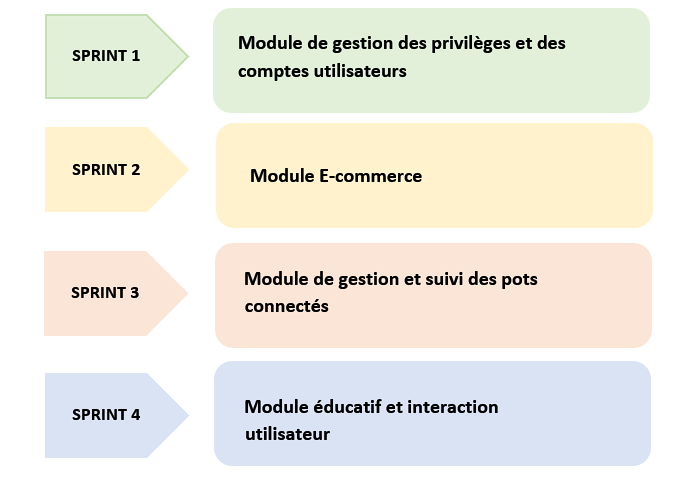 SPRINT 1
Module de gestion des privilèges et des
comptes utilisateurs
SPRINT 2
Module E-commerce
SPRINT 3
Module de gestion et suivi des pots
connectés
SPRINT 4
Module éducatif et interaction
utilisateur